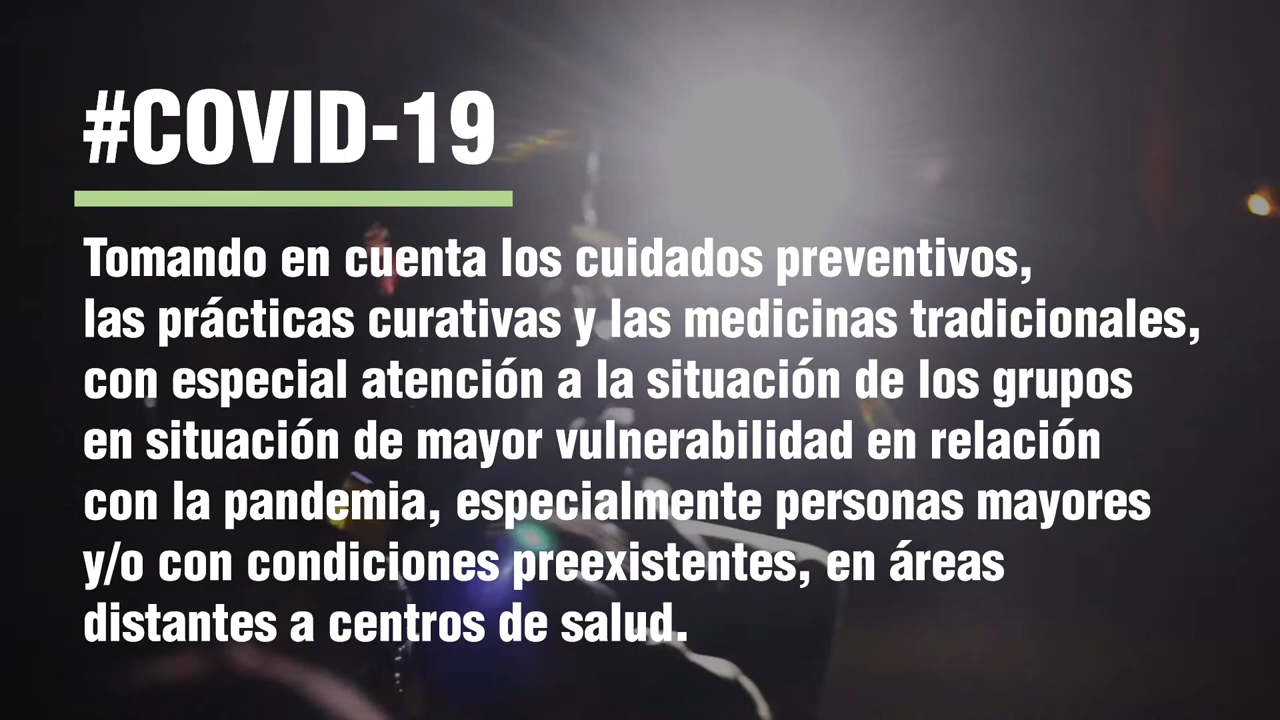 #COVID-19
Tomando en cuenta los cuidados preventivos,
las prácticas curativas y las medicinas tradicionales,
con especial atención a la situación de los grupos
en situación de mayor vulnerabilidad en relación
con la pandemia, especialmente personas mayores
y/o con condiciones preexistentes, en áreas
distantes a centros de salud.